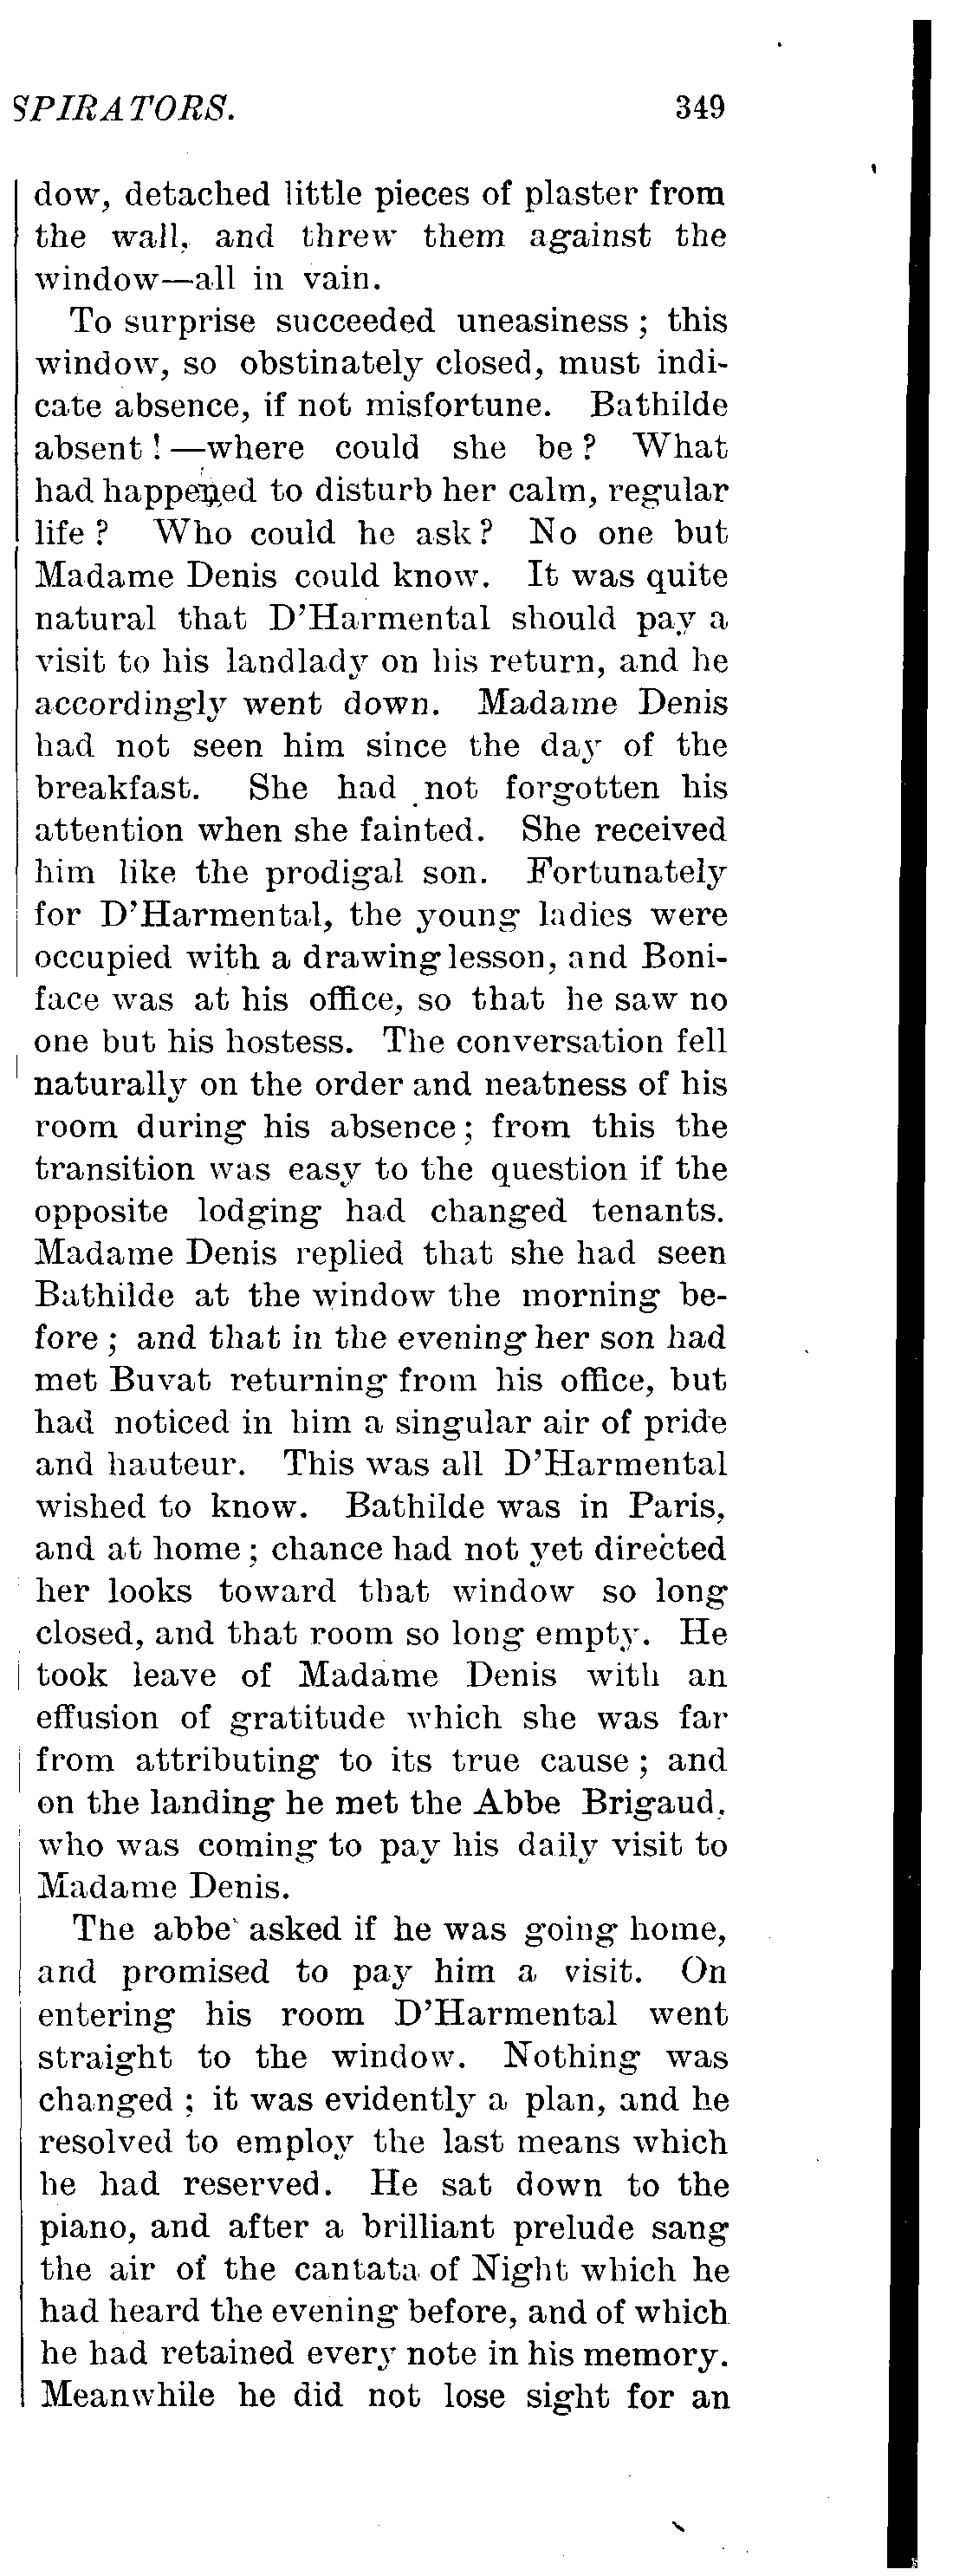 SPIRATORS. 349
dow, detached little pieces of plaster from
the wall, and threw them against the
window—all in vain.
To surprise succeeded uneasiness ; this
window, so obstinately closed, must indi-
cate absence, if not misfortune. Bathilde
absent ! —where could she be ? What
had happened to disturb her calm, regular
life ? Who could he ask ? No one but
Madame Denis could know. It was quite
natural that D'Harmental should pay a
visit to his landlady on his return, and he
accordingly went down. Madame Denis
had not seen him since the day of the
breakfast. She had not forgotten his
attention when she fainted. She received
him like the prodigal son. Fortunately
for D'Harmental, the young ladies were
occupied with a drawing lesson, and Boni-
face was at his office, so that he saw no
one but his hostess. The conversation fell
naturally on the order and neatness of his
room during his absence ; from this the
transition was easy to the question if the
opposite lodging had changed tenants.
Madame Denis replied that she had seen
Bathilde at the window the morning be-
fore ; and that in the evening her son had
met Buvat returning from his office, but
had noticed in him a singular air of pride
and hauteur. This was all D'Harmental
wished to know. Bathilde was in Paris,
and at home ; chance had not yet directed
her looks toward that window so long
closed, and that room so long empty. He
took leave of Madame Denis with an
effusion of gratitude which she was far
from attributing to its true cause ; and
on the landing he met the Abbe Brigaud,
who was coming to pay his daily visit to
Madame Denis.
The abbe asked if he was going home,
and promised to pay him a visit. On
entering his room D'Harmental went
straight to the window. Nothing was
changed ; it was evidently a plan, and he
resolved to employ the last means which
he had reserved. He sat down to the
piano, and after a brilliant prelude sang
the air of the cantata of Night which he
had heard the evening before, and of which
he had retained every note in his memory.
Meanwhile he did not lose sight for an